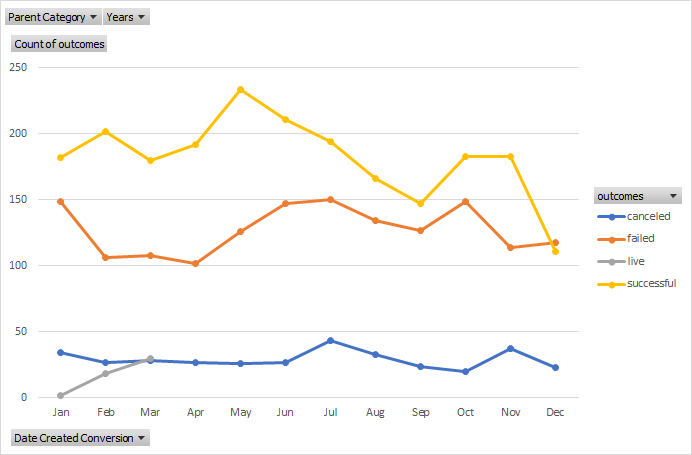 Parent Category Years
Count of outcomes
250
200
150
100
50
0
Jan Feb Mar Apr May Jun Jul Aug Sep Oct Nov Dec
outcomes
canceled
failed
live
successful
Date Created Conversion